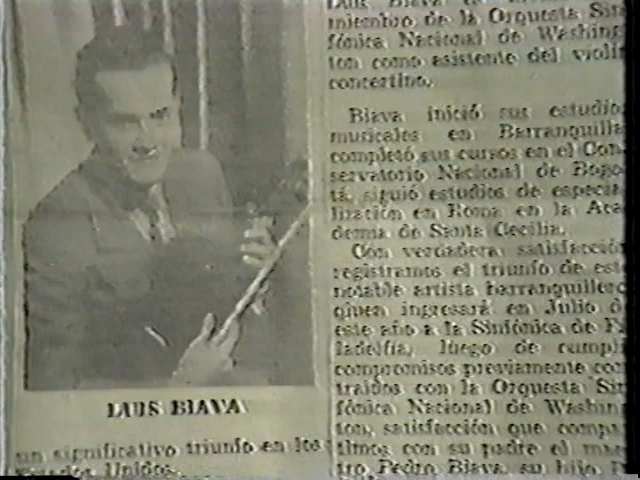 LUIS BIAVA
un significativo triunfo en los
Estados Unidos.
Luis Biava
miembro de la Orquesta Sin
fónica Nacional de Washing
ton como asistente del violín
concertino.
Biava inició sus estudios
musicales en Barranquilla
completó sus cursos en el Con
servatorio Nacional de Bogo
tá, siguió estudios de especia
lización en Roma en la Aca
demia de Santa Cecilia.
Con verdadera satisfacción
registramos el triunfo de este
notable artista barranquillero
quien ingresará en Julio de
este año a la Sinfónica de Fi
ladelfia, luego de cumpli
compromisos previamente con
traidos con la Orquesta Sin
fónica Nacional de Washing
ton, satisfacción que compar
timos con su padre el maes
tro Pedro Biava, su hijo